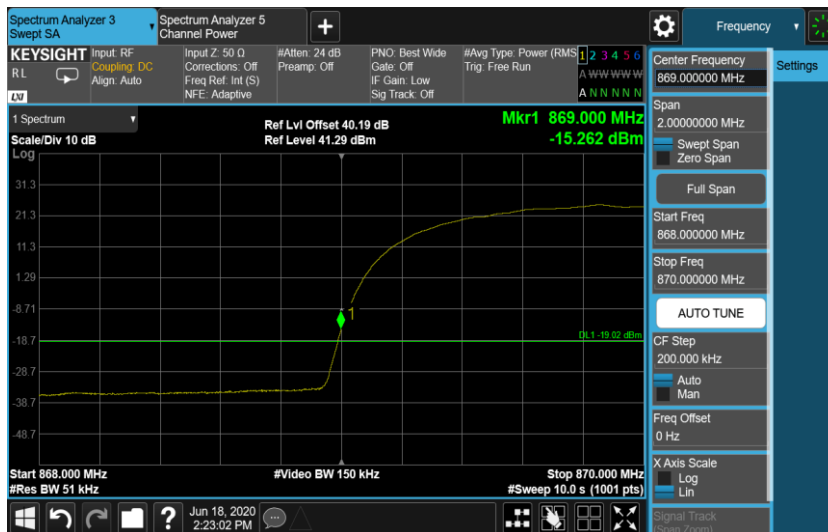 Spectrum Analyzer 3
Swept SA
Spectrum Analyzer 5
Channel Power
Frequency
KEYSIGHT
R L
LXI
Input: RF
Coupling: DC
Align: Auto
Input Z: 50 Ω
Corrections: Off
Freq Ref: Int (S)
NFE: Adaptive
#Atten: 24 dB
Preamp: Off
PNO: Best Wide
Gate: Off
IF Gain: Low
Sig Track: Off
#Avg Type: Power (RMS
Trig: Free Run
1 2 3 4 5 6
A W W W W W
A N N N N N
1 Spectrum
Scale/Div 10 dB
Ref Lvl Offset 40.19 dB
Ref Level 41.29 dBm
Mkr1 869.000 MHz
-15.262 dBm
Log
31.3
21.3
11.3
1.29
-8.71
-18.7
-28.7
-38.7
-48.7
1
DL1 -19.02 dBm
Start 868.000 MHz
#Res BW 51 kHz
#Video BW 150 kHz
Stop 870.000 MHz
#Sweep 10.0 s (1001 pts)
Jun 18, 2020
2:23:02 PM
Center Frequency
869.000000 MHz
Settings
Span
2.00000000 MHz
Swept Span
Zero Span
Full Span
Start Freq
868.000000 MHz
Stop Freq
870.000000 MHz
AUTO TUNE
CF Step
200.000 kHz
Auto
Man
Freq Offset
0 Hz
X Axis Scale
Log
Lin
Signal Track
(Span Zoom)